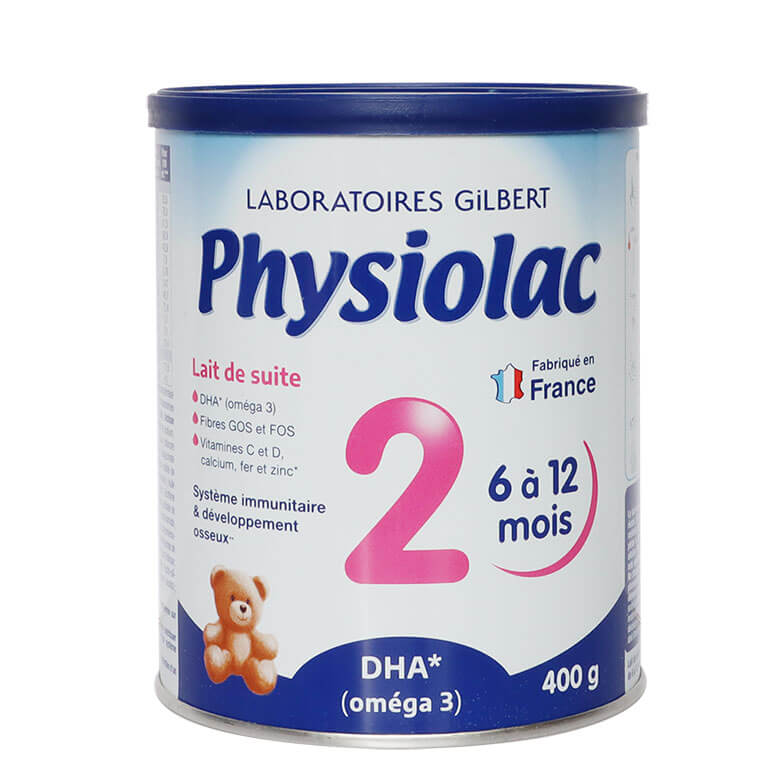 LABORATOIRES GiLBERT
Physiolac
Lait de suite
DHA* (oméga 3)
Fibres GOS et FOS
Vitamines C et D,
calcium, fer et zinc*
Système immunitaire
& développement
osseux**
2
Fabriqué en
France
6 à 12
mois
DHA*
(oméga 3)
400 g